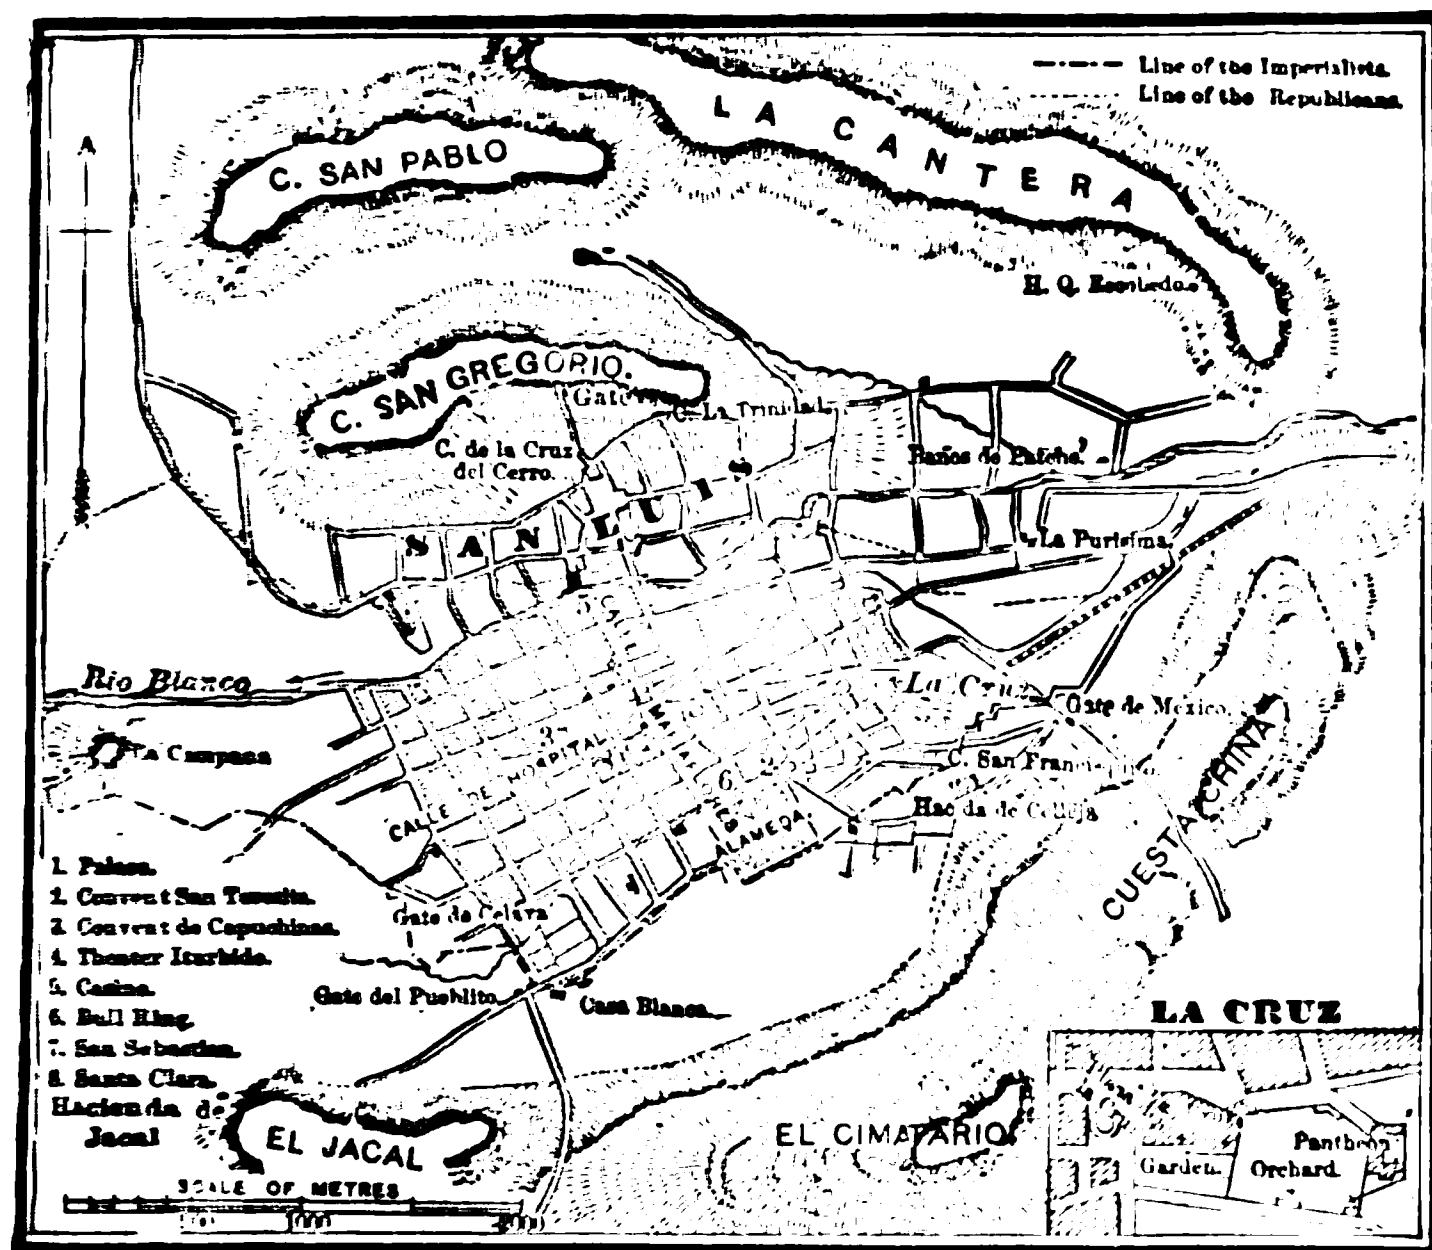 Line of the Imperialists.
Line of the Republicans.
LA CANTERA
C. SAN PABLO
A
H. Q. Escobedo.
C. SAN GREGORIO.
Gate
C. La Trinidad.
C. de la Cruz
del Cerro.
Baños de Patehe.
SAN LUIS
La Purisima.
Rio Blanco
La Cruz
Gate de Mexico.
La Campana
C. San Francisquito.
CALLE DE HOSPITAL
6
ALAMEDA
CUESTA CHINA
1. Palace.
2. Convent San Teresita.
3. Convent de Capuchinas.
4. Theater Iturbide.
5. Casino.
6. Bull Ring.
7. San Sebastian.
8. Santa Clara.
Hacienda de
Jacal
Gate de Celaya
Gate del Pueblito.
Casa Blanca.
EL JACAL
EL CIMATARIO
LA CRUZ
Pantheon
Garden.
Orchard.
SCALE OF METRES